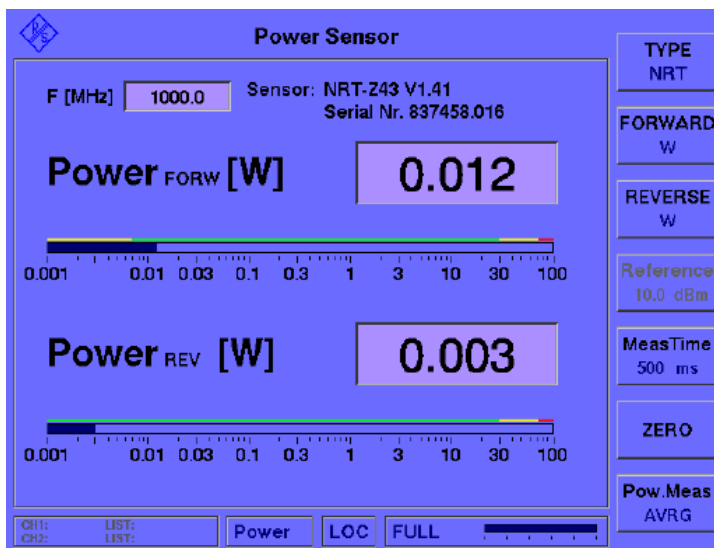 R&S
Power Sensor
F [MHz] 1000.0
Sensor: NRT-Z43 V1.41
Serial Nr. 837458.016
Power FORW [W] 0.012
0.001 0.01 0.03 0.1 0.3 1 3 10 30 100
Power REV [W] 0.003
0.001 0.01 0.03 0.1 0.3 1 3 10 30 100
CH1: LIST:
CH2: LIST:
Power
LOC
FULL
TYPE
NRT
FORWARD
W
REVERSE
W
Reference
10.0 dBm
MeasTime
500 ms
ZERO
Pow.Meas
AVRG